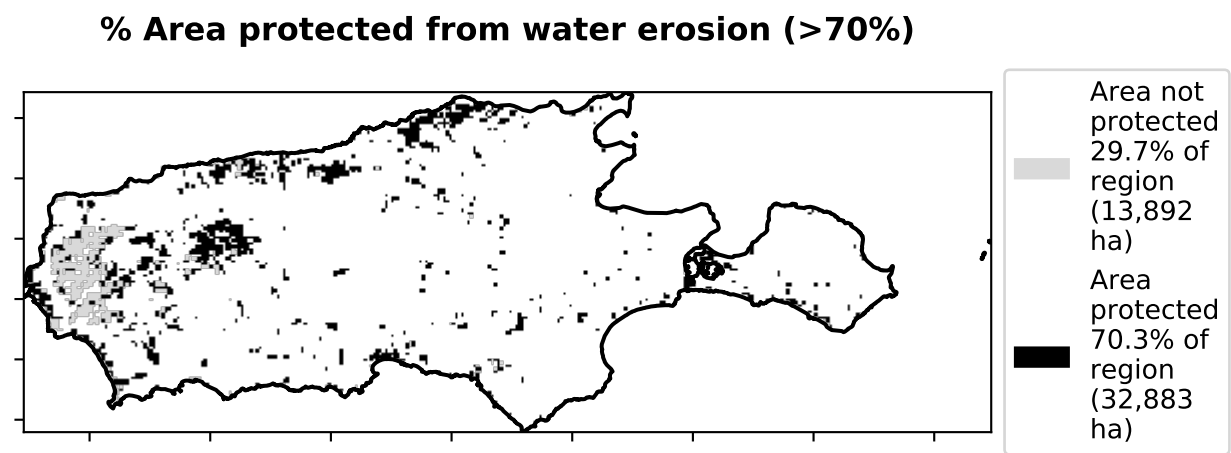 % Area protected from water erosion (>70%)
Area not
protected
29.7% of
region
(13,892
ha)
Area
protected
70.3% of
region
(32,883
ha)